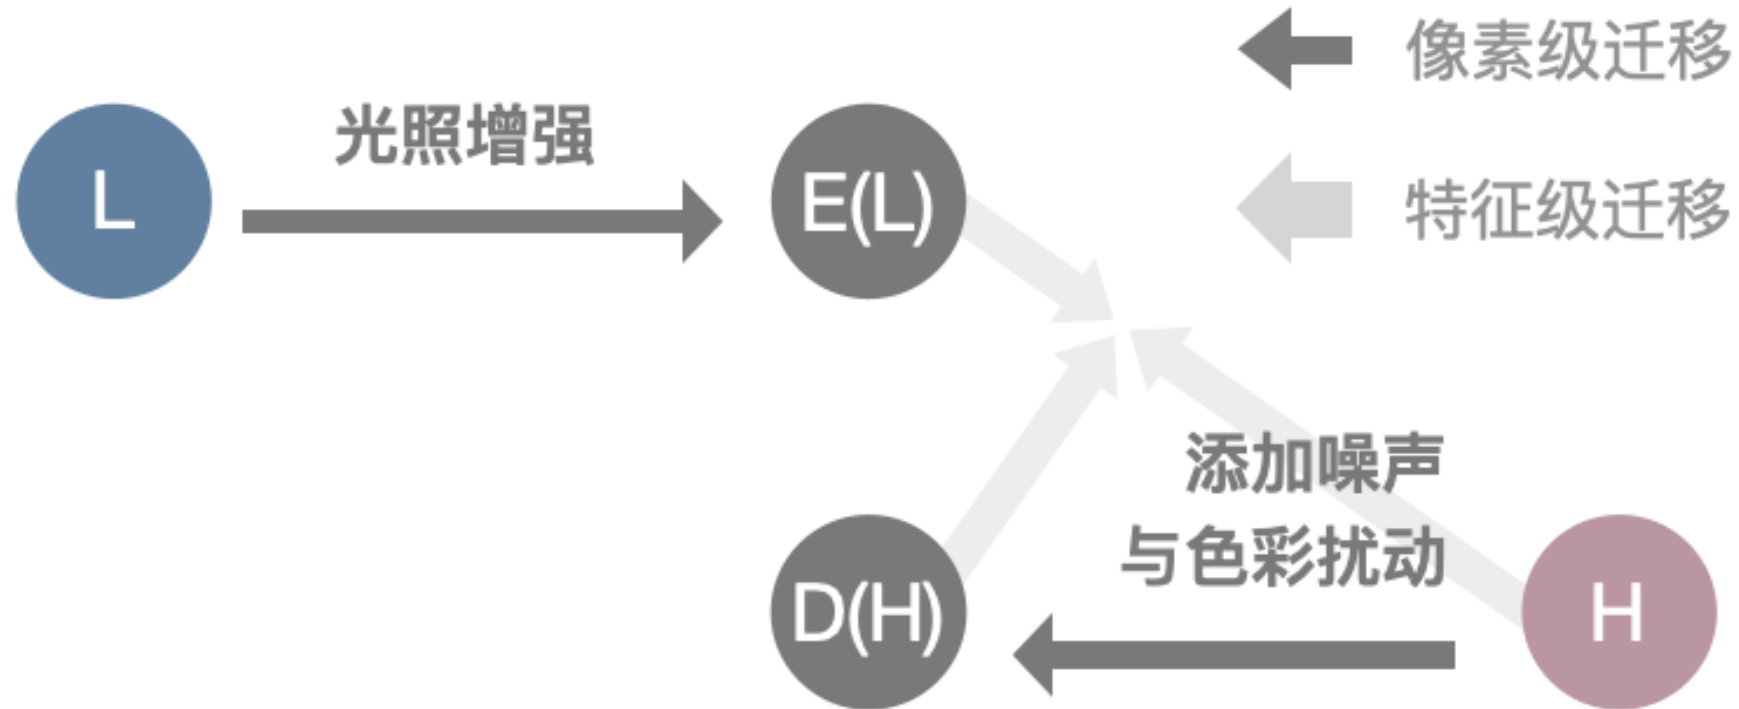 像素级迁移
光照增强
L
E(L)
特征级迁移
添加噪声
与色彩扰动
D(H)
H